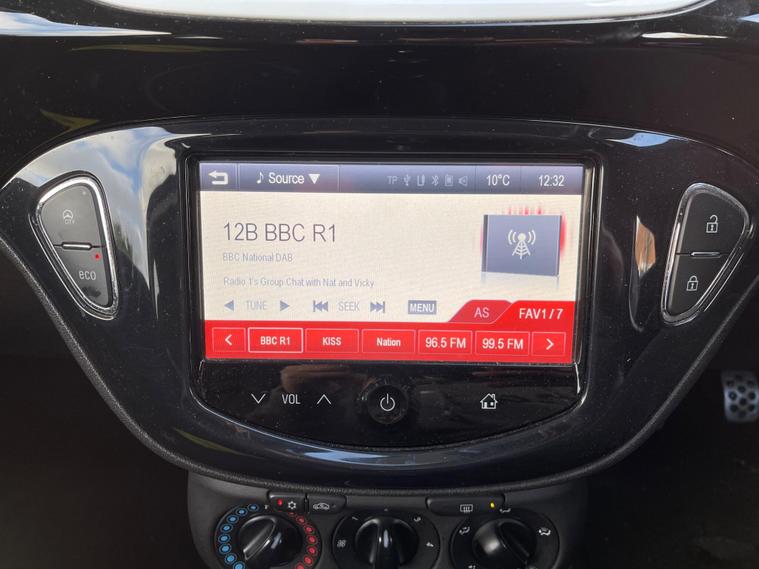 Source
TP
10°C
12:32
12B BBC R1
BBC National DAB
Radio 1's Group Chat with Nat and Vicky
TUNE
SEEK
MENU
AS
FAV1/7
BBC R1
KISS
Nation
96.5 FM
99.5 FM
VOL
CITY
eco